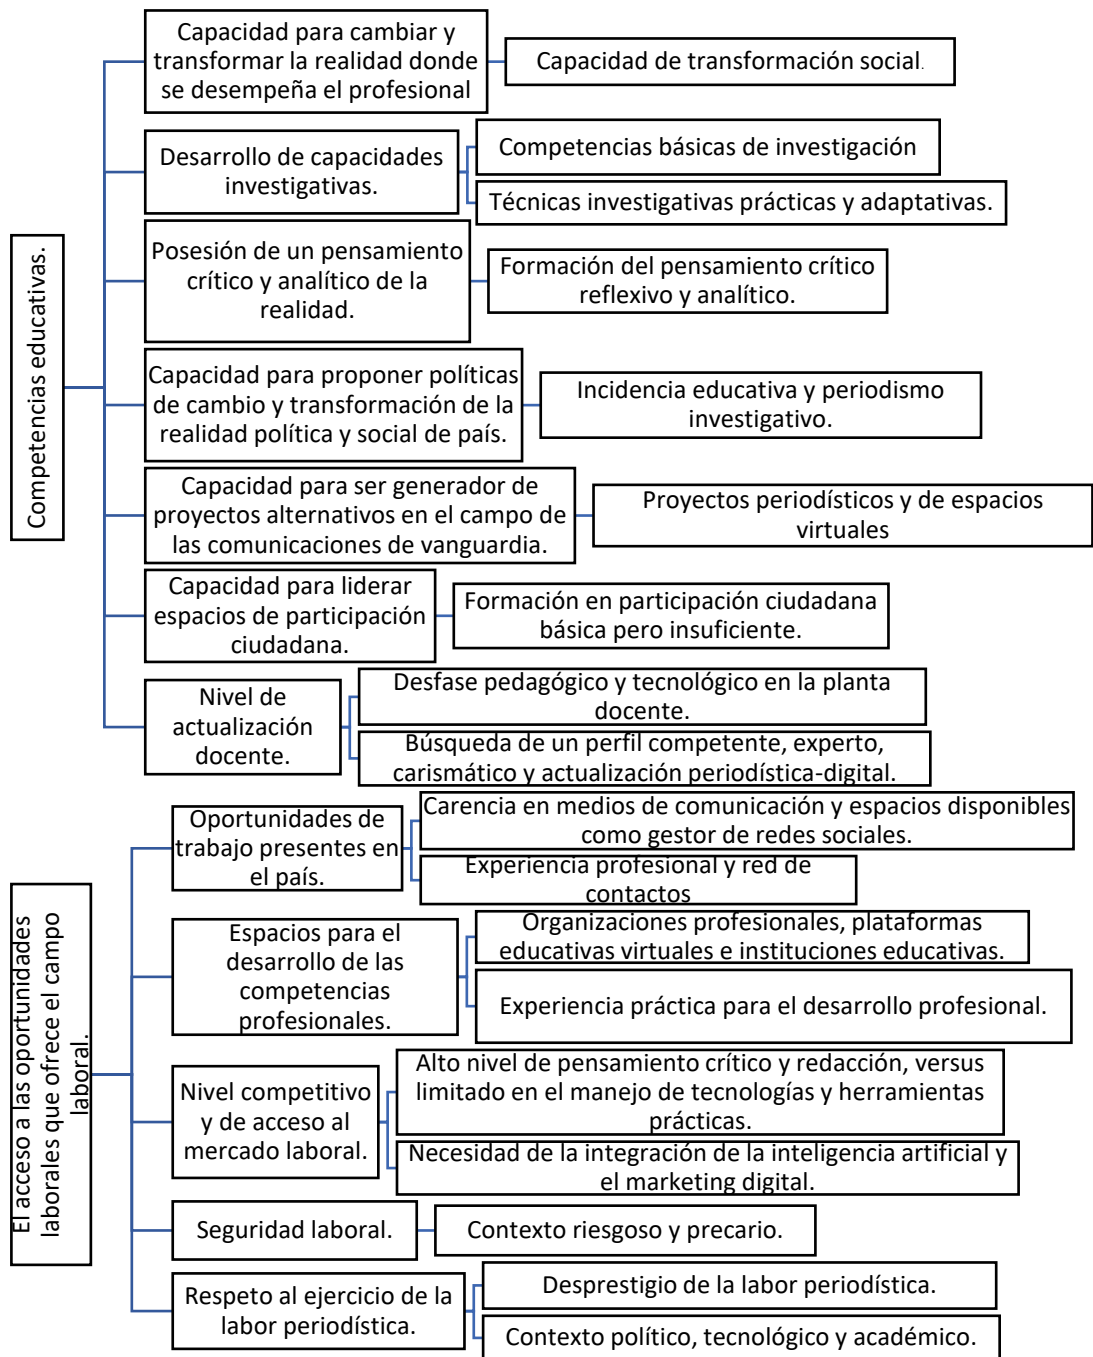 Competencias educativas.
Capacidad para cambiar y
transformar la realidad donde
se desempeña el profesional
Capacidad de transformación social.
Desarrollo de capacidades
investigativas.
Competencias básicas de investigación
Técnicas investigativas prácticas y adaptativas.
Posesión de un pensamiento
crítico y analítico de la
realidad.
Formación del pensamiento crítico
reflexivo y analítico.
Capacidad para proponer políticas
de cambio y transformación de la
realidad política y social de país.
Incidencia educativa y periodismo
investigativo.
Capacidad para ser generador de
proyectos alternativos en el campo de
las comunicaciones de vanguardia.
Proyectos periodísticos y de espacios
virtuales
Capacidad para liderar
espacios de participación
ciudadana.
Formación en participación ciudadana
básica pero insuficiente.
Nivel de
actualización
docente.
Desfase pedagógico y tecnológico en la planta
docente.
Búsqueda de un perfil competente, experto,
carismático y actualización periodística-digital.
El acceso a las oportunidades
laborales que ofrece el campo
laboral.
Oportunidades de
trabajo presentes en
el país.
Carencia en medios de comunicación y espacios disponibles
como gestor de redes sociales.
Experiencia profesional y red de
contactos
Espacios para el
desarrollo de las
competencias
profesionales.
Organizaciones profesionales, plataformas
educativas virtuales e instituciones educativas.
Experiencia práctica para el desarrollo profesional.
Nivel competitivo
y de acceso al
mercado laboral.
Alto nivel de pensamiento crítico y redacción, versus
limitado en el manejo de tecnologías y herramientas
prácticas.
Necesidad de la integración de la inteligencia artificial y
el marketing digital.
Seguridad laboral.
Contexto riesgoso y precario.
Respeto al ejercicio de la
labor periodística.
Desprestigio de la labor periodística.
Contexto político, tecnológico y académico.